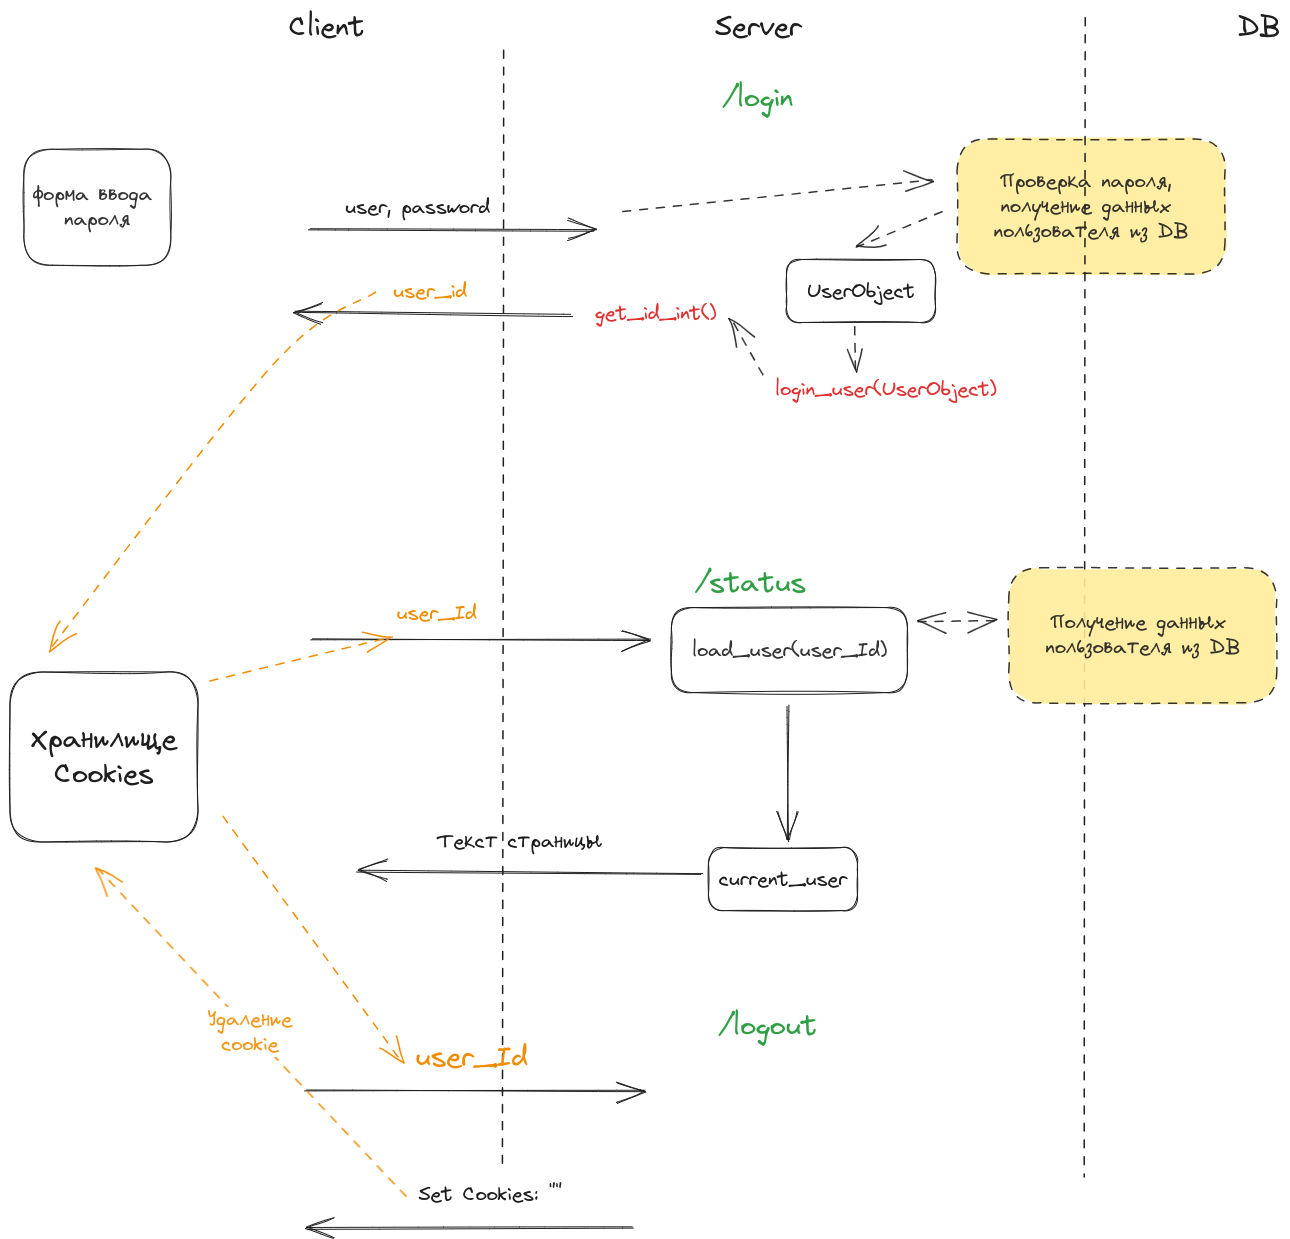 Client
Server
DB
/login
форма ввода
пароля
user, password
Проверка пароля,
получение данных
пользователя из DB
UserObject
user_id
get_id_int()
login_user(UserObject)
/status
user_Id
load_user(user_Id)
Получение данных
пользователя из DB
Хранилище
Cookies
Текст страницы
current_user
/logout
Удаление
cookie
user_Id
Set Cookies: ""